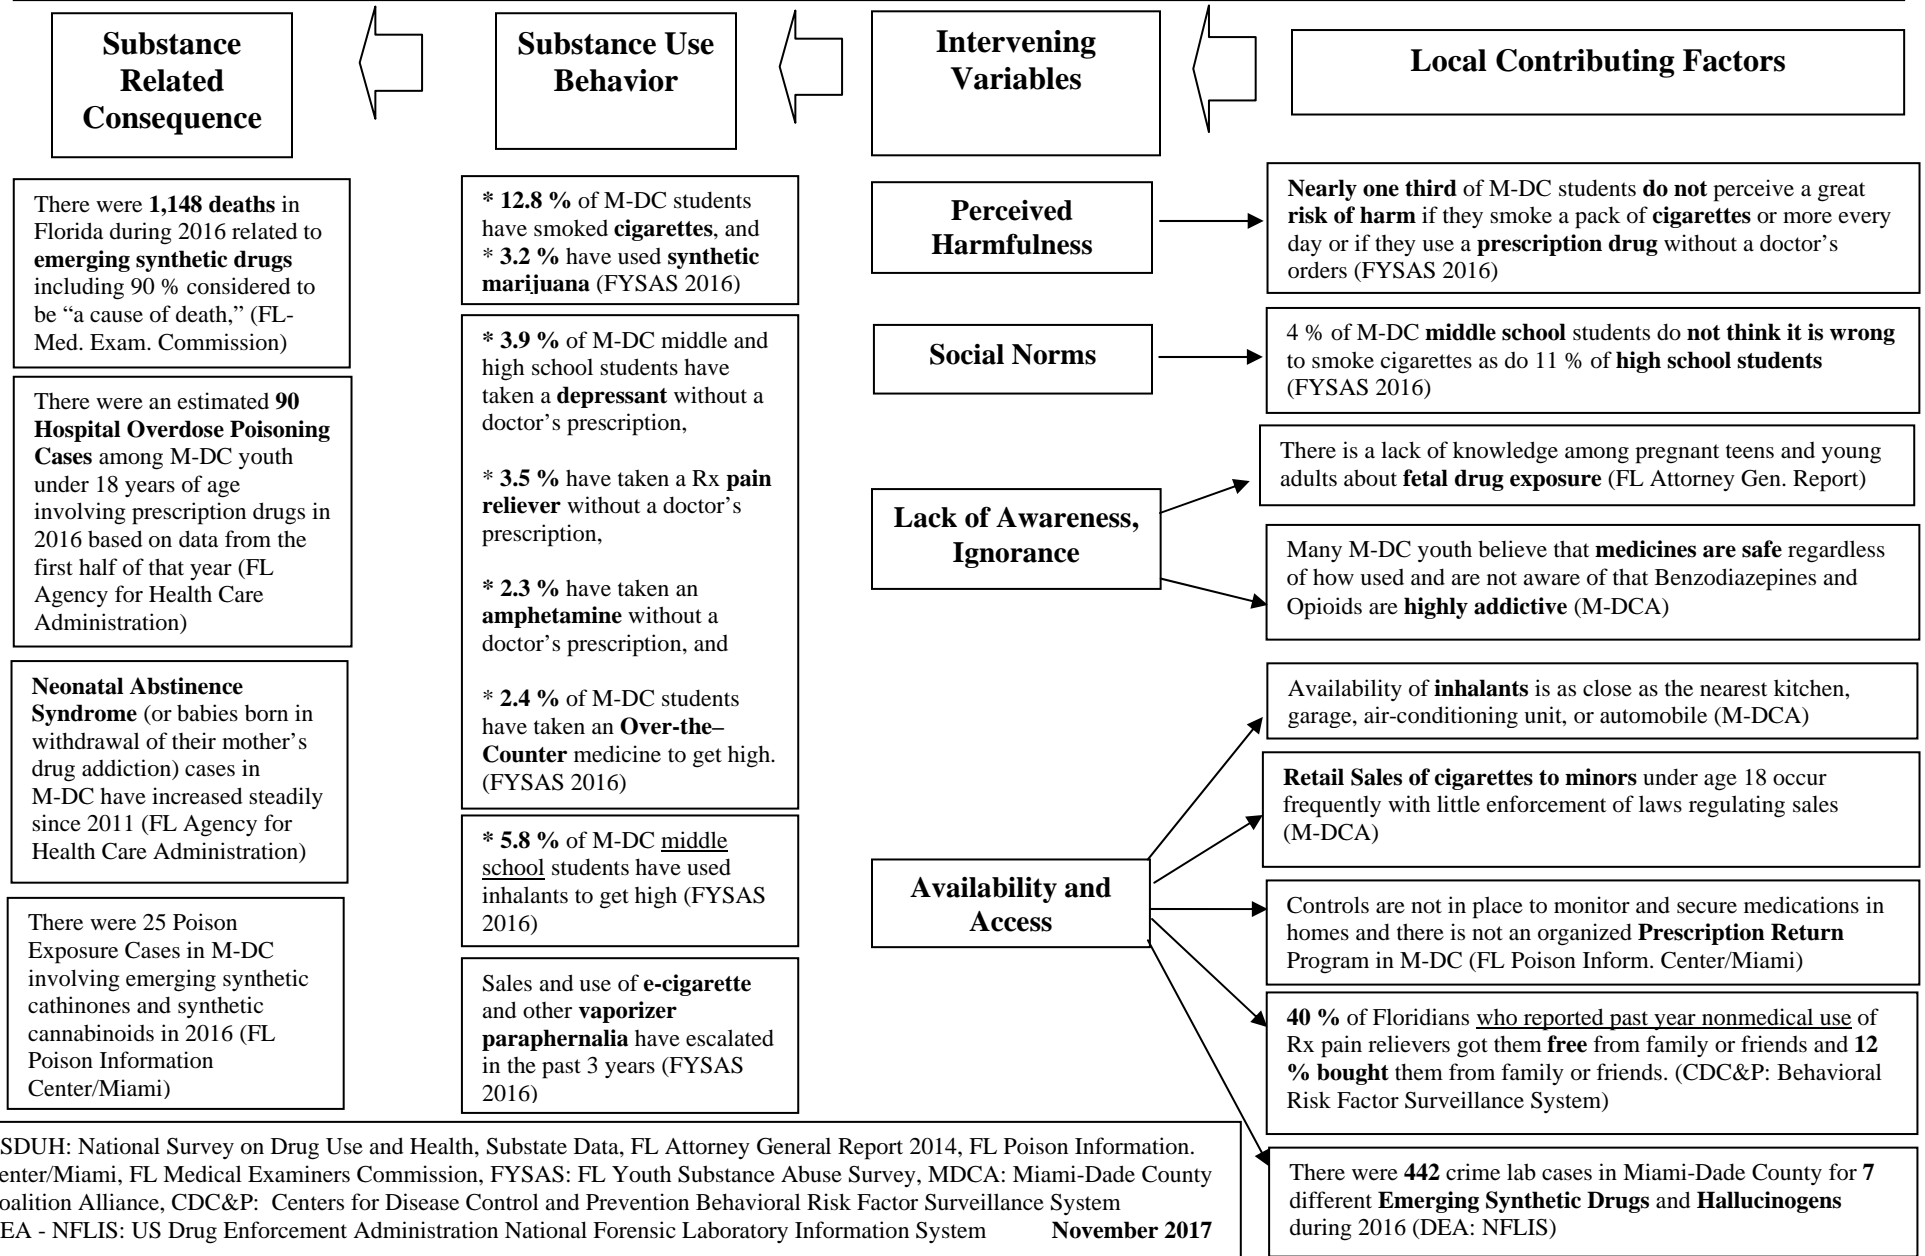 Substance
Related
Consequence
Substance Use
Behavior
Intervening
Variables
Local Contributing Factors
There were 1,148 deaths in
Florida during 2016 related to
emerging synthetic drugs
including 90 % considered to
be “a cause of death,” (FL-
Med. Exam. Commission)
There were an estimated 90
Hospital Overdose Poisoning
Cases among M-DC youth
under 18 years of age
involving prescription drugs in
2016 based on data from the
first half of that year (FL
Agency for Health Care
Administration)
Neonatal Abstinence
Syndrome (or babies born in
withdrawal of their mother’s
drug addiction) cases in
M-DC have increased steadily
since 2011 (FL Agency for
Health Care Administration)
There were 25 Poison
Exposure Cases in M-DC
involving emerging synthetic
cathinones and synthetic
cannabinoids in 2016 (FL
Poison Information
Center/Miami)
* 12.8 % of M-DC students
have smoked cigarettes, and
* 3.2 % have used synthetic
marijuana (FYSAS 2016)
* 3.9 % of M-DC middle and
high school students have
taken a depressant without a
doctor’s prescription,
* 3.5 % have taken a Rx pain
reliever without a doctor’s
prescription,
* 2.3 % have taken an
amphetamine without a
doctor’s prescription, and
* 2.4 % of M-DC students
have taken an Over-the–
Counter medicine to get high.
(FYSAS 2016)
* 5.8 % of M-DC middle
school students have used
inhalants to get high (FYSAS
2016)
Sales and use of e-cigarette
and other vaporizer
paraphernalia have escalated
in the past 3 years (FYSAS
2016)
Perceived
Harmfulness
Social Norms
Lack of Awareness,
Ignorance
Availability and
Access
Nearly one third of M-DC students do not perceive a great
risk of harm if they smoke a pack of cigarettes or more every
day or if they use a prescription drug without a doctor’s
orders (FYSAS 2016)
4 % of M-DC middle school students do not think it is wrong
to smoke cigarettes as do 11 % of high school students
(FYSAS 2016)
There is a lack of knowledge among pregnant teens and young
adults about fetal drug exposure (FL Attorney Gen. Report)
Many M-DC youth believe that medicines are safe regardless
of how used and are not aware of that Benzodiazepines and
Opioids are highly addictive (M-DCA)
Availability of inhalants is as close as the nearest kitchen,
garage, air-conditioning unit, or automobile (M-DCA)
Retail Sales of cigarettes to minors under age 18 occur
frequently with little enforcement of laws regulating sales
(M-DCA)
Controls are not in place to monitor and secure medications in
homes and there is not an organized Prescription Return
Program in M-DC (FL Poison Inform. Center/Miami)
40 % of Floridians who reported past year nonmedical use of
Rx pain relievers got them free from family or friends and 12
% bought them from family or friends. (CDC&P: Behavioral
Risk Factor Surveillance System)
There were 442 crime lab cases in Miami-Dade County for 7
different Emerging Synthetic Drugs and Hallucinogens
during 2016 (DEA: NFLIS)
SDUH: National Survey on Drug Use and Health, Substate Data, FL Attorney General Report 2014, FL Poison Information.
enter/Miami, FL Medical Examiners Commission, FYSAS: FL Youth Substance Abuse Survey, MDCA: Miami-Dade County
oalition Alliance, CDC&P: Centers for Disease Control and Prevention Behavioral Risk Factor Surveillance System
EA - NFLIS: US Drug Enforcement Administration National Forensic Laboratory Information System November 2017